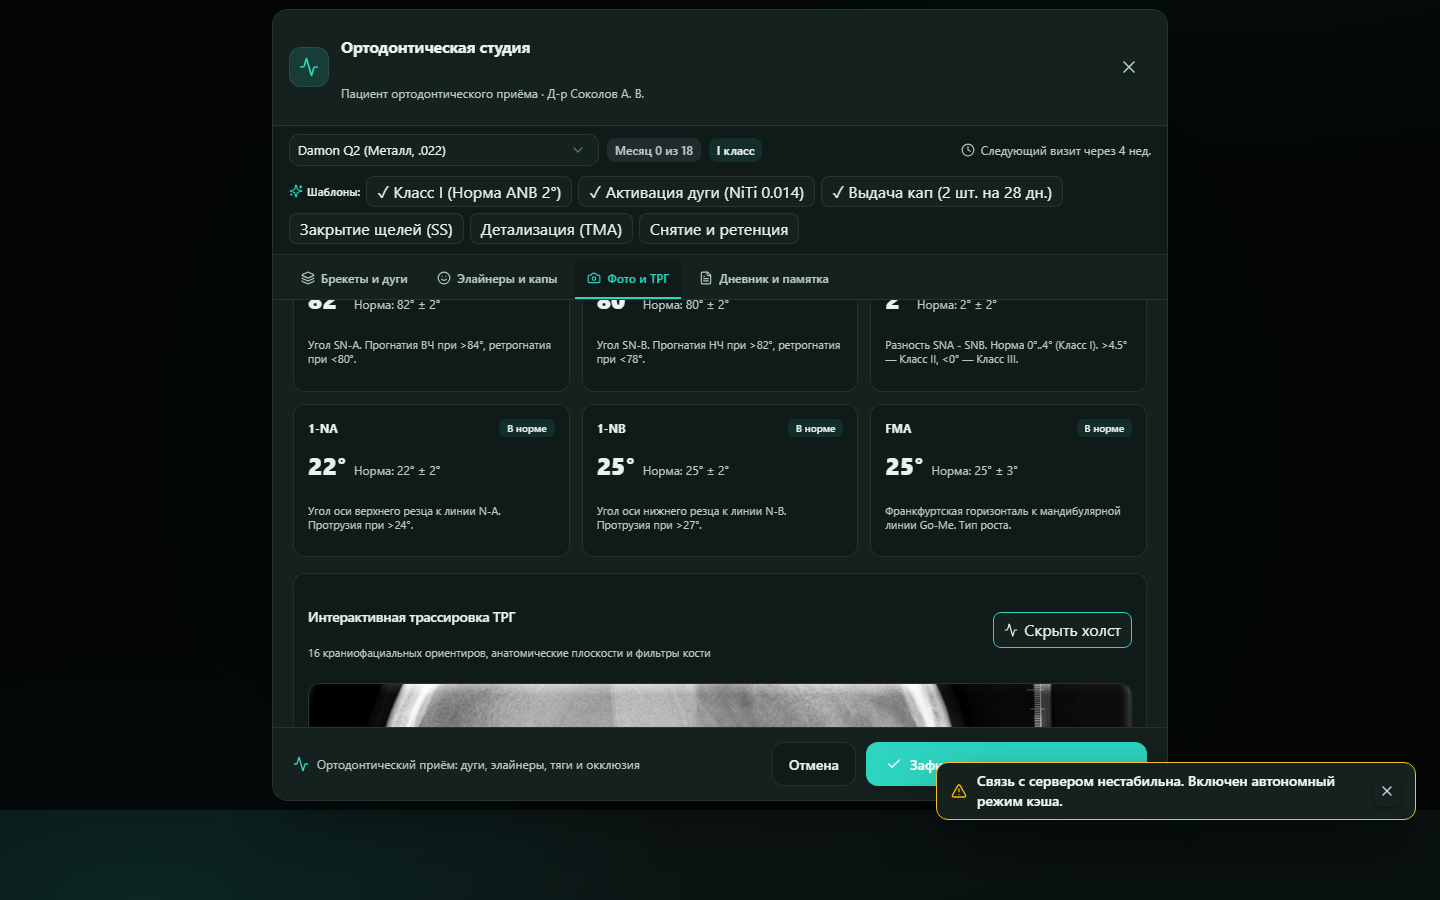 Ортодонтическая студия
Пациент ортодонтического приёма · Д-р Соколов А. В.
Damon Q2 (Металл, .022)
Месяц 0 из 18
I класс
Следующий визит через 4 нед.
Шаблоны:
✓ Класс I (Норма ANB 2°)
✓ Активация дуги (NiTi 0.014)
✓ Выдача кап (2 шт. на 28 дн.)
Закрытие щелей (SS)
Детализация (TMA)
Снятие и ретенция
Брекеты и дуги
Элайнеры и капы
Фото и ТРГ
Дневник и памятка
82° Норма: 82° ± 2°
Угол SN-A. Прогнатия ВЧ при >84°, ретрогнатия
при <80°.
80° Норма: 80° ± 2°
Угол SN-B. Прогнатия НЧ при >82°, ретрогнатия
при <78°.
2° Норма: 2° ± 2°
Разность SNA - SNB. Норма 0°..4° (Класс I). >4.5°
— Класс II, <0° — Класс III.
1-NA
В норме
22° Норма: 22° ± 2°
Угол оси верхнего резца к линии N-A.
Протрузия при >24°.
1-NB
В норме
25° Норма: 25° ± 2°
Угол оси нижнего резца к линии N-B.
Протрузия при >27°.
FMA
В норме
25° Норма: 25° ± 3°
Франкфуртская горизонталь к мандибулярной
линии Go-Me. Тип роста.
Интерактивная трассировка ТРГ
16 краниофациальных ориентиров, анатомические плоскости и фильтры кости
Скрыть холст
Ортодонтический приём: дуги, элайнеры, тяги и окклюзия
Отмена
Связь с сервером нестабильна. Включен автономный
режим кэша.